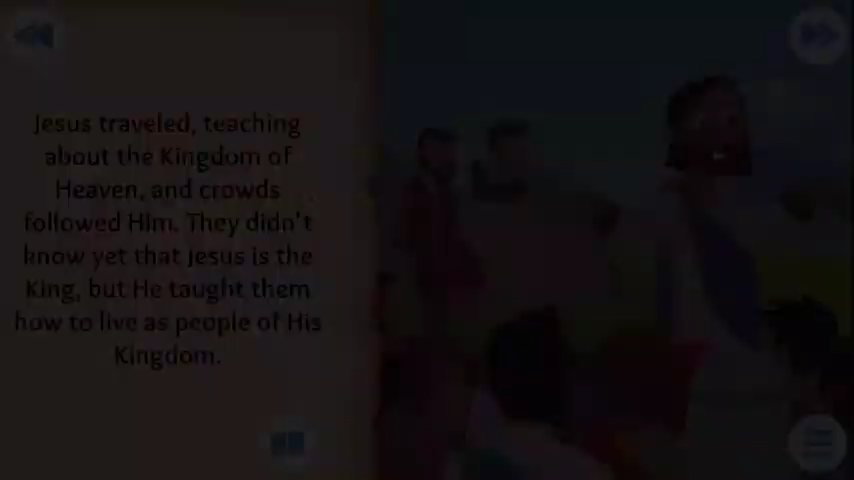 Jesus traveled, teaching
about the Kingdom of
Heaven, and crowds
followed Him. They didn't
know yet that Jesus is the
King, but He taught them
how to live as people of His
Kingdom.